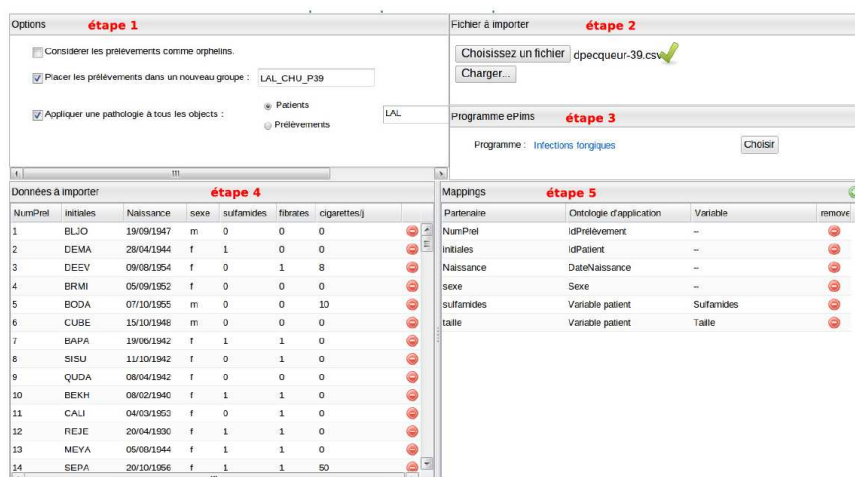 Options étape 1
Considérer les prélèvements comme orphelins.
Placer les prélèvements dans un nouveau groupe : LAL_CHU_P39
Appliquer une pathologie à tous les objects :
Patients
Prélèvements
LAL
Fichier à importer étape 2
Choisissez un fichier dpecqueur-39.csv
Charger...
Programme ePims étape 3
Programme : Infections fongiques Choisir
Données à importer étape 4
NumPrel initiales Naissance sexe sulfamides fibrates cigarettes/j
1 BLJO 19/09/1947 m 0 0 0
2 DEMA 28/04/1944 f 1 0 0
3 DEEV 09/08/1954 f 0 1 8
4 BRMI 05/09/1952 f 0 0 0
5 BODA 07/10/1955 m 0 0 10
6 CUBE 15/10/1948 m 0 0 0
7 BAPA 19/06/1942 f 1 1 0
8 SISU 11/10/1942 f 0 1 0
9 QUDA 08/04/1942 f 0 0 0
10 BEKH 08/02/1940 f 1 1 0
11 CALI 04/03/1953 f 0 1 0
12 REJE 20/04/1930 f 1 1 0
13 MEYA 05/08/1944 f 1 1 0
14 SEPA 20/10/1956 f 1 1 50
Mappings étape 5
Partenaire Ontologie d'application Variable remove
NumPrel IdPrelèvement --
initiales IdPatient --
Naissance DateNaissance --
sexe Sexe --
sulfamides Variable patient Sulfamides
taille Variable patient Taille